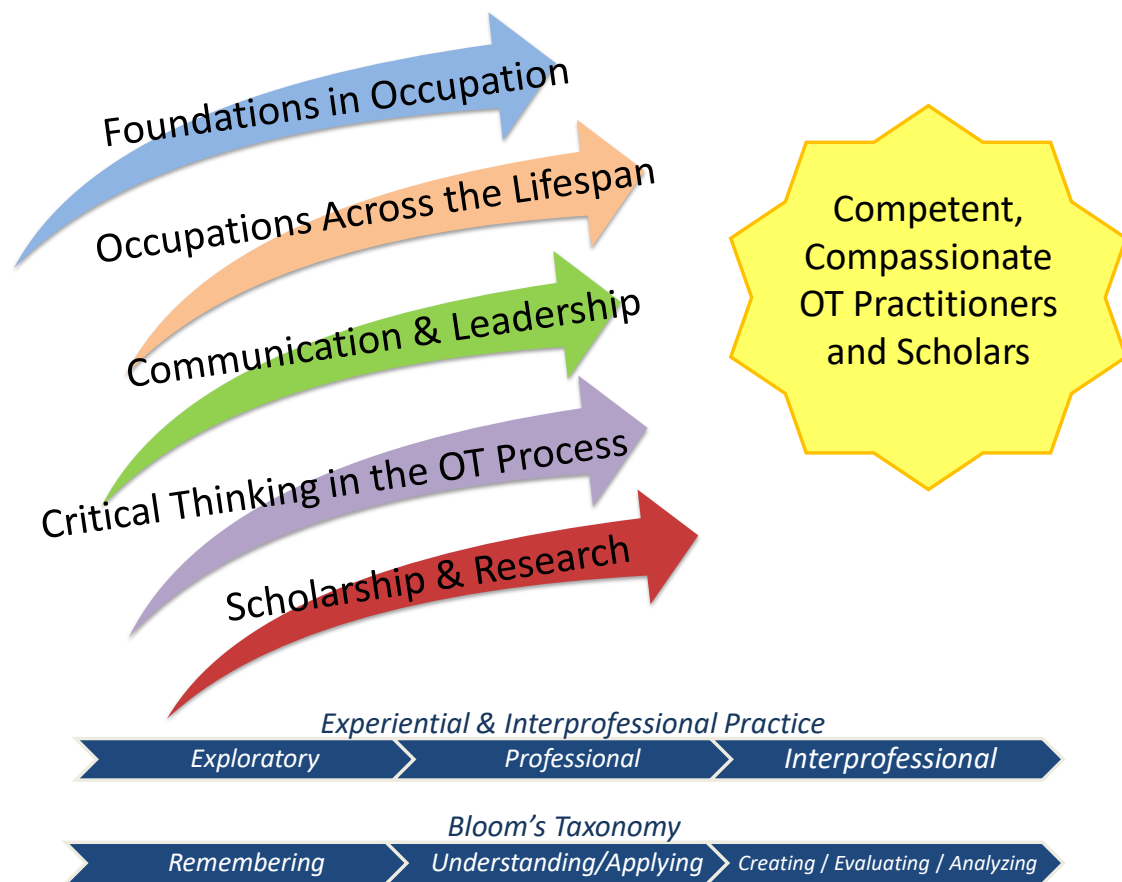 Foundations in Occupation
Occupations Across the Lifespan
Communication & Leadership
Critical Thinking in the OT Process
Scholarship & Research
Competent,
Compassionate
OT Practitioners
and Scholars
Experiential & Interprofessional Practice
Exploratory
Professional
Interprofessional
Bloom’s Taxonomy
Remembering
Understanding/Applying
Creating / Evaluating / Analyzing